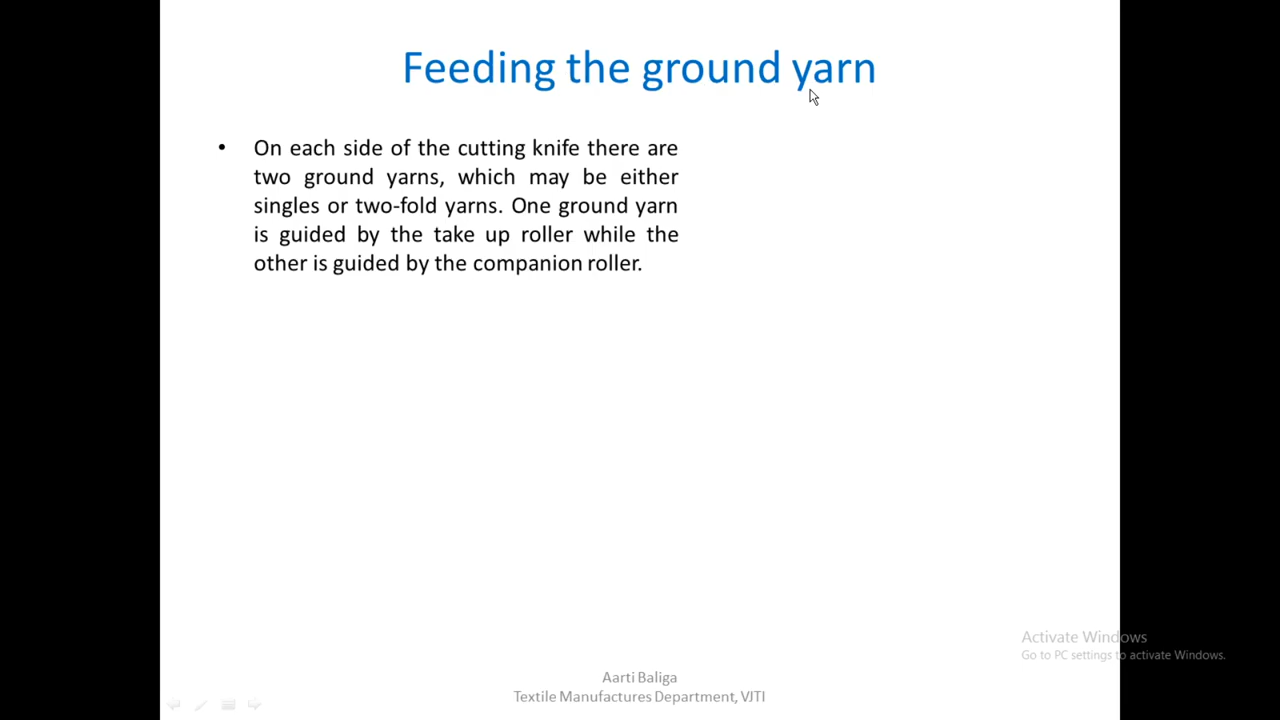 Feeding the ground yarn
• On each side of the cutting knife there are
two ground yarns, which may be either
singles or two-fold yarns. One ground yarn
is guided by the take up roller while the
other is guided by the companion roller.
Activate Windows
Go to PC settings to activate Windows.
Aarti Baliga
Textile Manufactures Department, VJTI